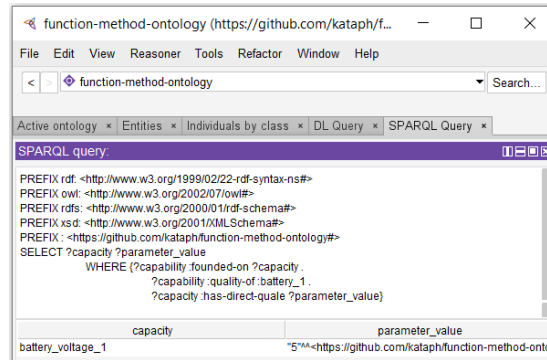 function-method-ontology (https://github.com/kataph/f...
File Edit View Reasoner Tools Refactor Window Help
< > function-method-ontology Search...
Active ontology × Entities × Individuals by class × DL Query × SPARQL Query ×
SPARQL query:
PREFIX rdf: <http://www.w3.org/1999/02/22-rdf-syntax-ns#>
PREFIX owl: <http://www.w3.org/2002/07/owl#>
PREFIX rdfs: <http://www.w3.org/2000/01/rdf-schema#>
PREFIX xsd: <http://www.w3.org/2001/XMLSchema#>
PREFIX : <https://github.com/kataph/function-method-ontology#>
SELECT ?capacity ?parameter_value
WHERE {?capability :founded-on ?capacity .
?capability :quality-of :battery_1 .
?capacity :has-direct-quale ?parameter_value}
capacity parameter_value
battery_voltage_1 "5"^^<https://github.com/kataph/function-method-onto